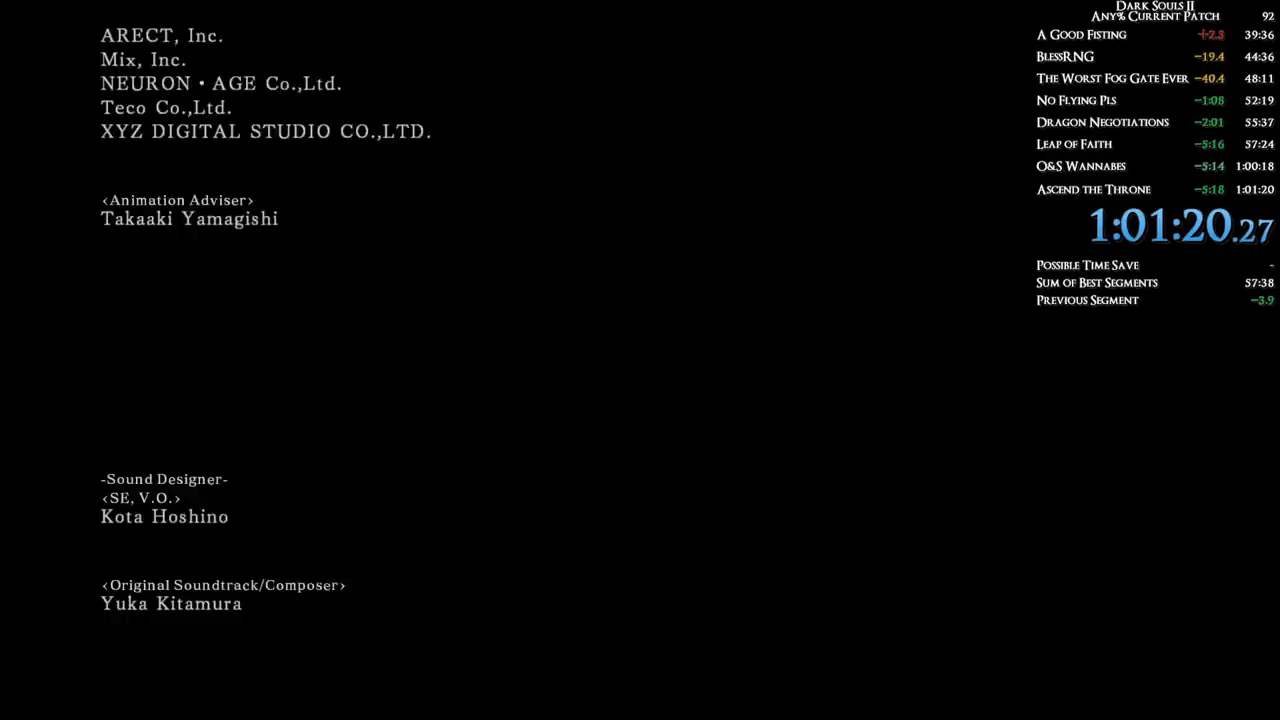 ARECT, Inc.
Mix, Inc.
NEURON・AGE Co.,Ltd.
Teco Co.,Ltd.
XYZ DIGITAL STUDIO CO.,LTD.
<Animation Adviser>
Takaaki Yamagishi
-Sound Designer-
<SE, V.O.>
Kota Hoshino
<Original Soundtrack/Composer>
Yuka Kitamura
Dark Souls II
Any% Current Patch 92
A Good Fisting +2.3 39:36
BlessRNG −19.4 44:36
The Worst Fog Gate Ever −40.4 48:11
No Flying Pls −1:08 52:19
Dragon Negotiations −2:01 55:37
Leap of Faith −5:16 57:24
O&S Wannabes −5:14 1:00:18
Ascend the Throne −5:18 1:01:20
1:01:20.27
Possible Time Save -
Sum of Best Segments 57:38
Previous Segment −3.9